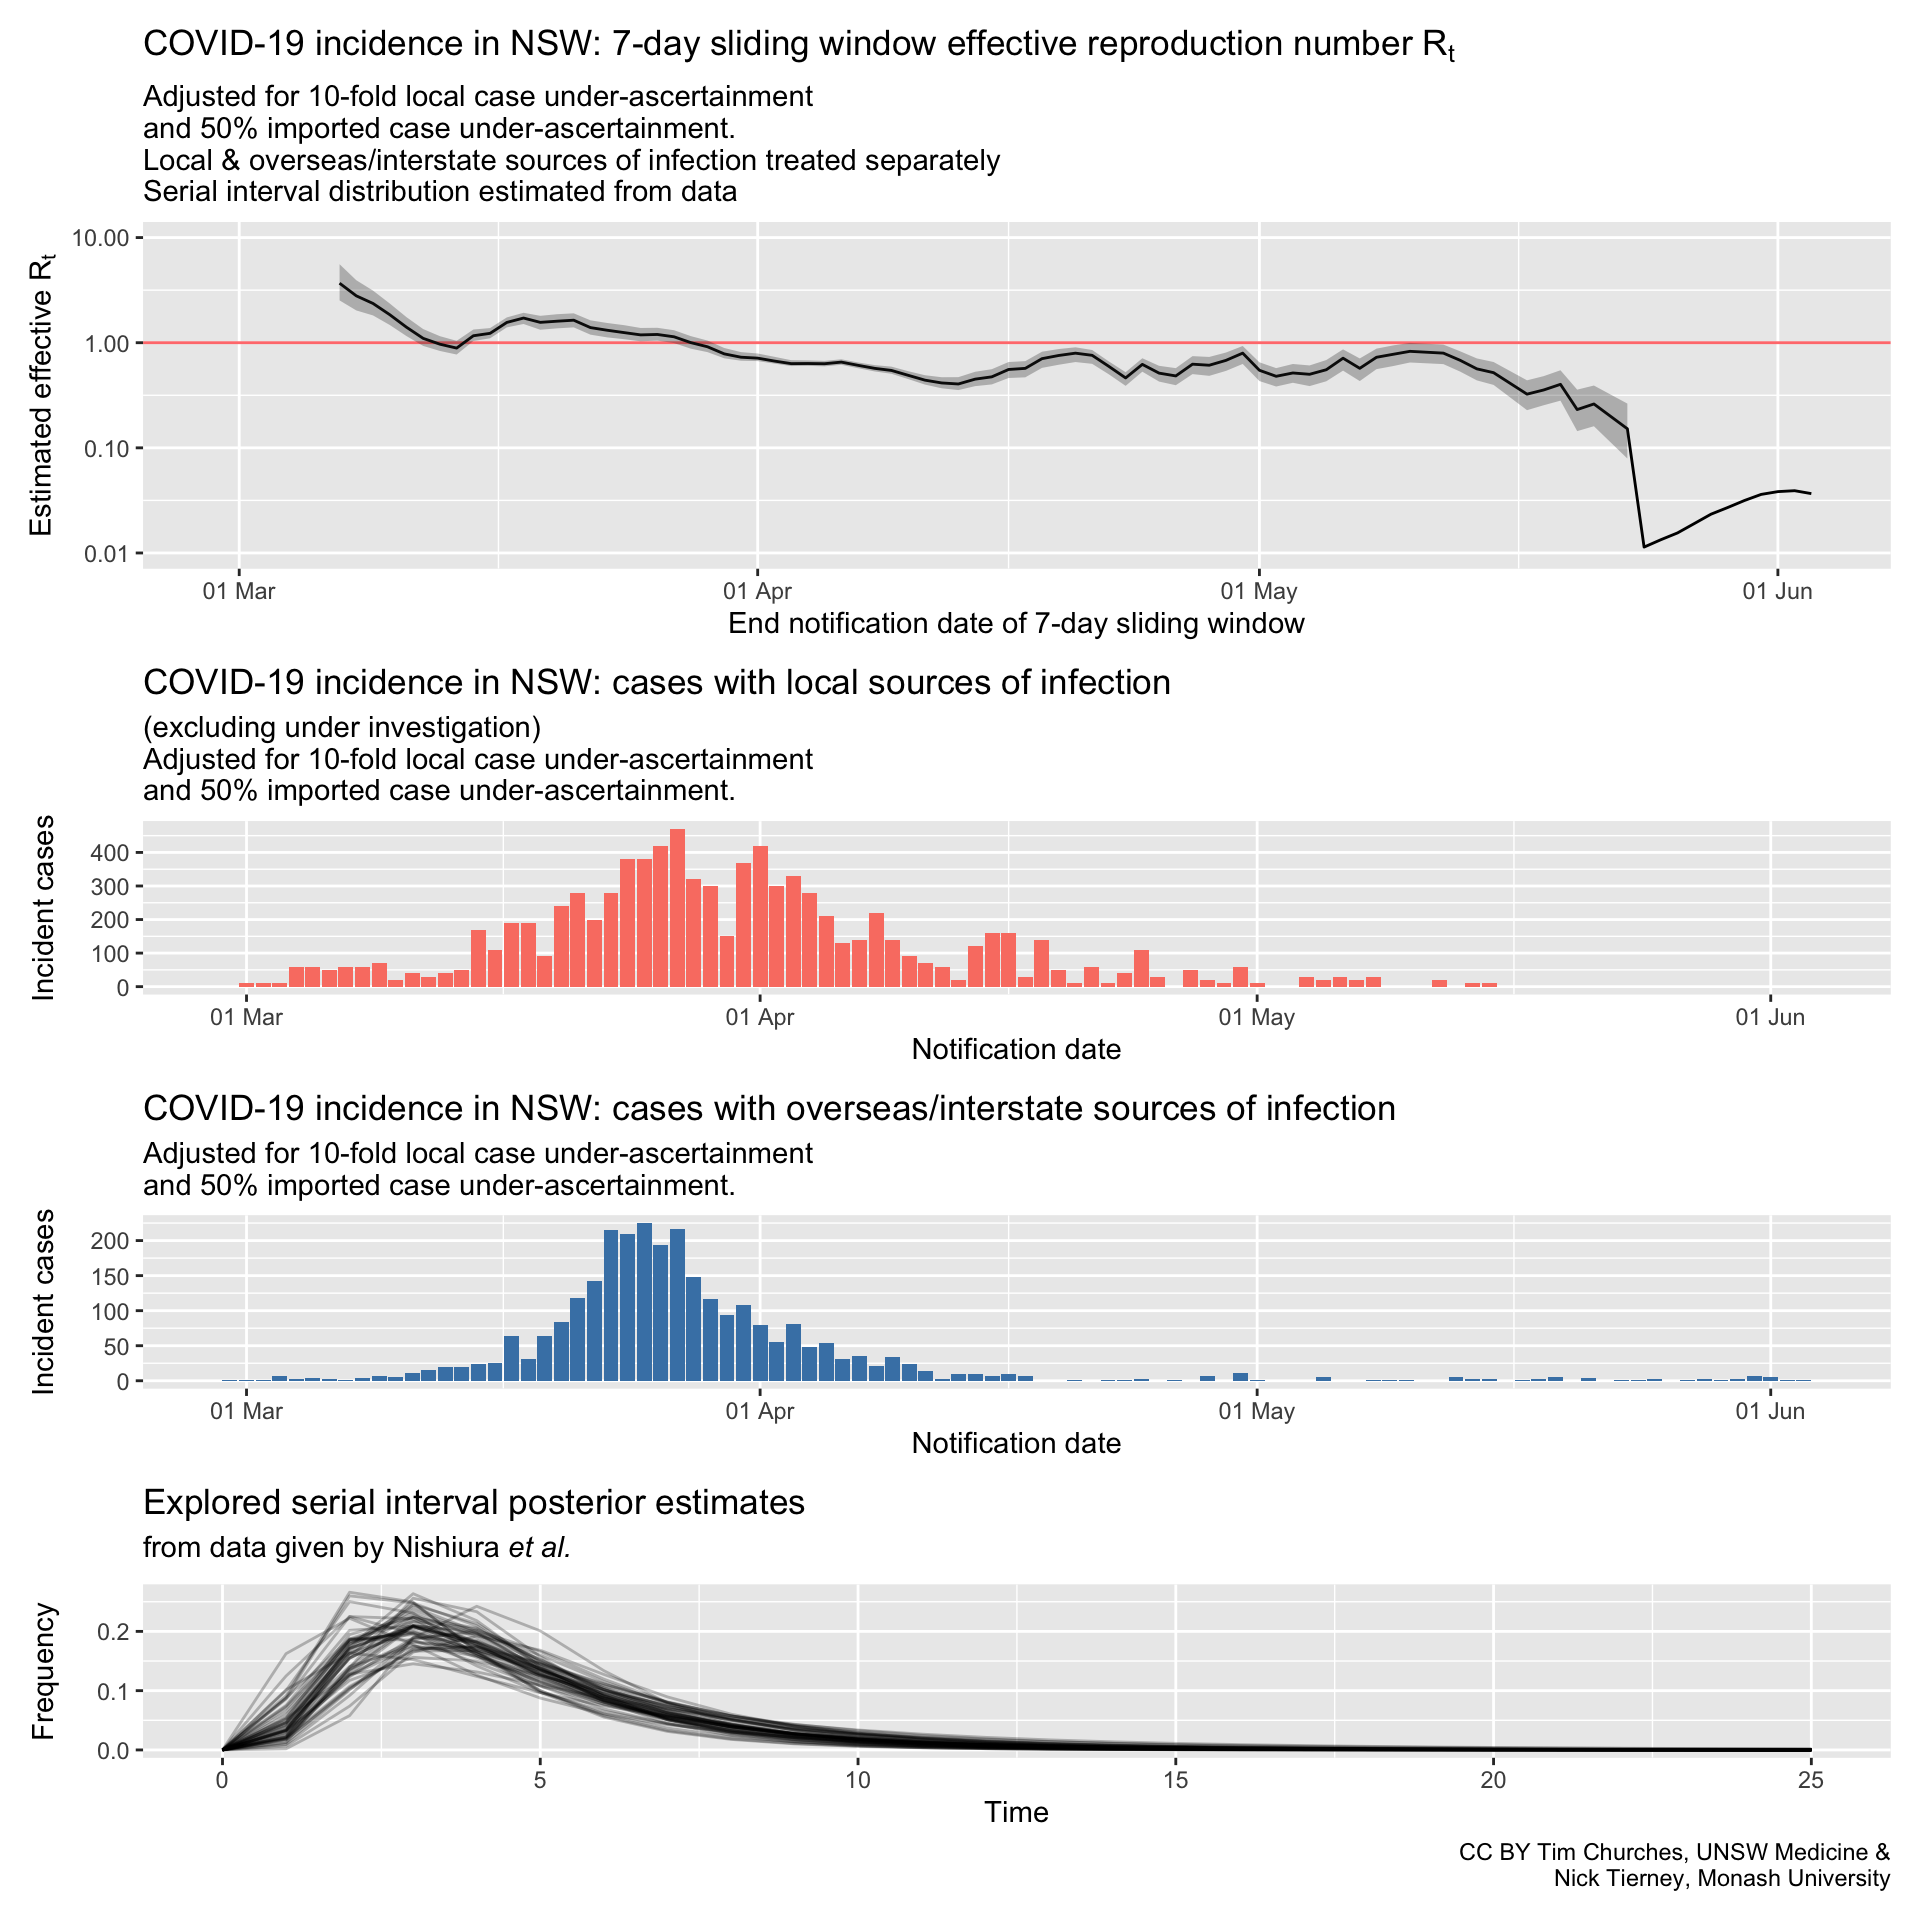 COVID-19 incidence in NSW: 7-day sliding window effective reproduction number Rt
Adjusted for 10-fold local case under-ascertainment
and 50% imported case under-ascertainment.
Local & overseas/interstate sources of infection treated separately
Serial interval distribution estimated from data
Estimated effective Rt
10.00
1.00
0.10
0.01
01 Mar 01 Apr 01 May 01 Jun
End notification date of 7-day sliding window
COVID-19 incidence in NSW: cases with local sources of infection
(excluding under investigation)
Adjusted for 10-fold local case under-ascertainment
and 50% imported case under-ascertainment.
Incident cases
400
300
200
100
0
01 Mar 01 Apr 01 May 01 Jun
Notification date
COVID-19 incidence in NSW: cases with overseas/interstate sources of infection
Adjusted for 10-fold local case under-ascertainment
and 50% imported case under-ascertainment.
Incident cases
200
150
100
50
0
01 Mar 01 Apr 01 May 01 Jun
Notification date
Explored serial interval posterior estimates
from data given by Nishiura et al.
Frequency
0.2
0.1
0.0
0 5 10 15 20 25
Time
CC BY Tim Churches, UNSW Medicine &
Nick Tierney, Monash University